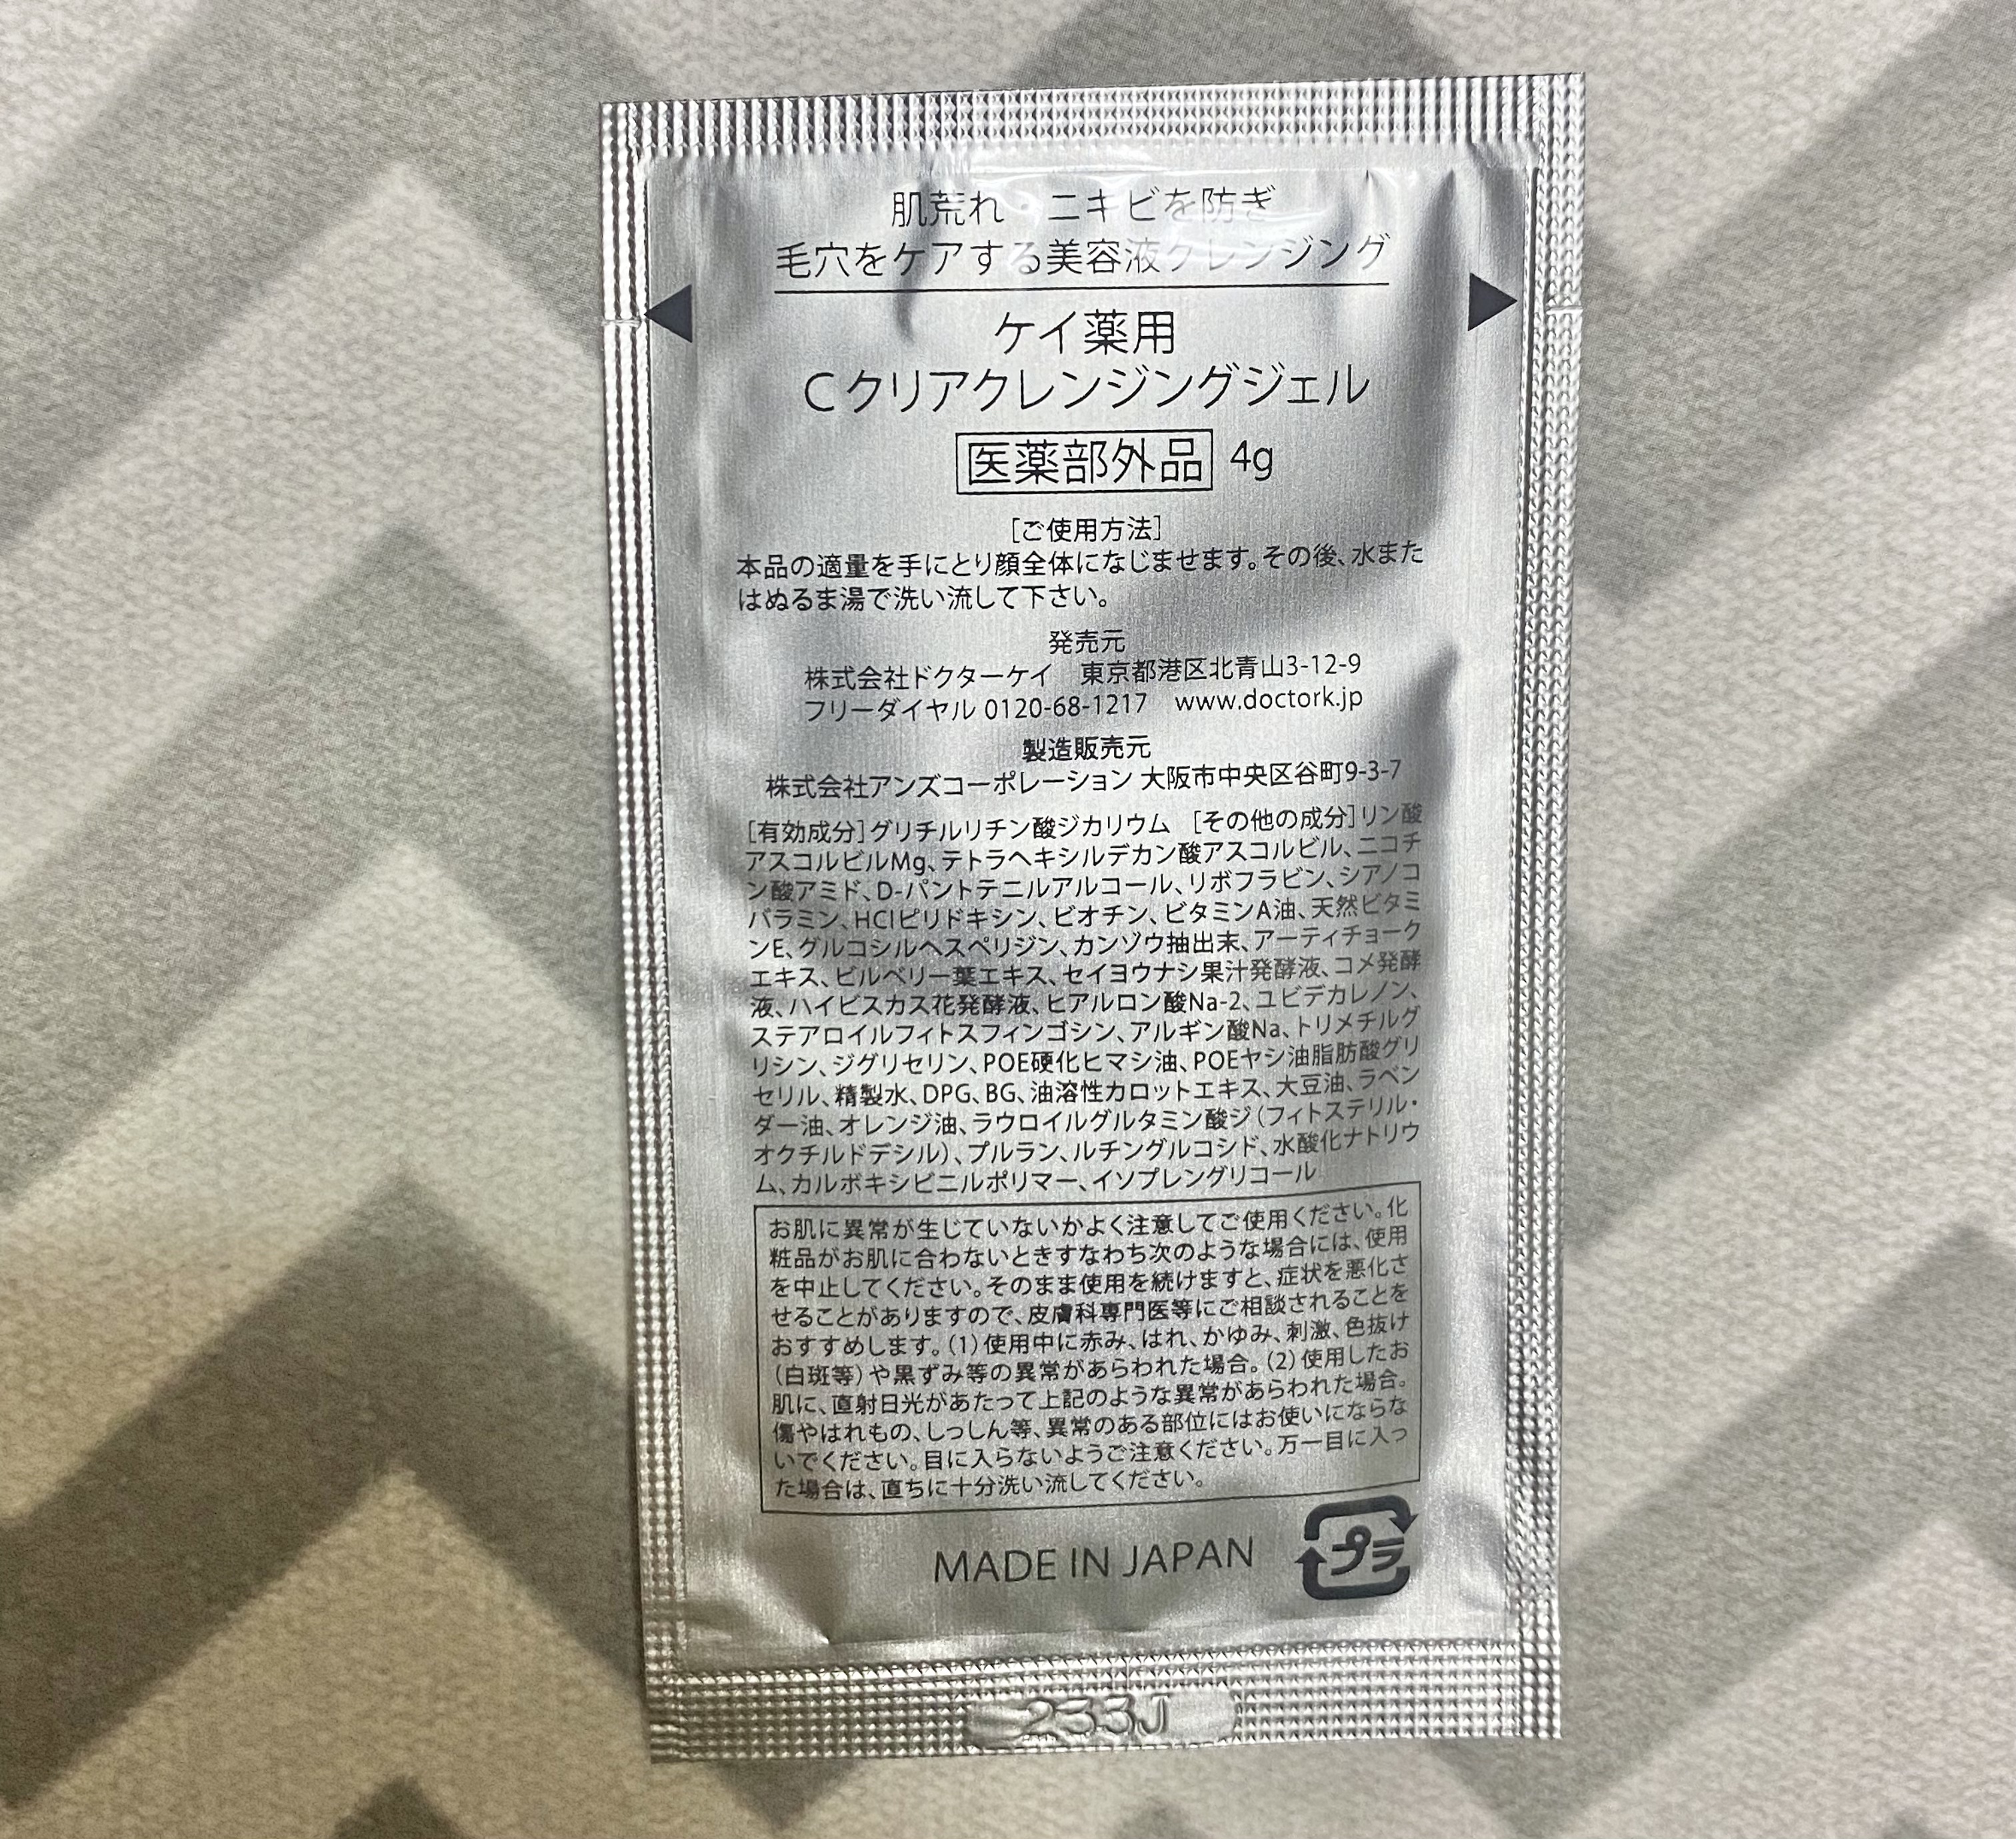 肌荒れ・ニキビを防ぎ
毛穴をケアする美容液クレンジング
ケイ薬用
Cクリアクレンジングジェル
医薬部外品 4g
[ご使用方法]
本品の適量を手にとり顔全体になじませます。その後、水また
はぬるま湯で洗い流して下さい。
発売元
株式会社ドクターケイ 東京都港区北青山3-12-9
フリーダイヤル 0120-68-1217 www.doctork.jp
製造販売元
株式会社アンズコーポレーション 大阪市中央区谷町9-3-7
[有効成分]グリチルリチン酸ジカリウム [その他の成分]リン酸
アスコルビルMg、テトラヘキシルデカン酸アスコルビル、ニコチ
ン酸アミド、D-パントテニルアルコール、リボフラビン、シアノコ
バラミン、HClピリドキシン、ビオチン、ビタミンA油、天然ビタミ
ンE、グルコシルヘスペリジン、カンゾウ抽出末、アーティチョーク
エキス、ビルベリー葉エキス、セイヨウナシ果汁発酵液、コメ発酵
液、ハイビスカス花発酵液、ヒアルロン酸Na-2、ユビデカレノン、
ステアロイルフィトスフィンゴシン、アルギン酸Na、トリメチルグ
リシン、ジグリセリン、POE硬化ヒマシ油、POEヤシ油脂肪酸グリ
セリル、精製水、DPG、BG、油溶性カロットエキス、大豆油、ラベン
ダー油、オレンジ油、ラウロイルグルタミン酸ジ(フィトステリル・
オクチルドデシル)、プルラン、ルチングルコシド、水酸化ナトリウ
ム、カルボキシビニルポリマー、イソプレングリコール
お肌に異常が生じていないかよく注意してご使用ください。化
粧品がお肌に合わないときすなわち次のような場合には、使用
を中止してください。そのまま使用を続けますと、症状を悪化さ
せることがありますので、皮膚科専門医等にご相談されることを
おすすめします。(1)使用中に赤み、はれ、かゆみ、刺激、色抜け
(白斑等)や黒ずみ等の異常があらわれた場合。(2)使用したお
肌に、直射日光があたって上記のような異常があらわれた場合。
傷やはれもの、しっしん等、異常のある部位にはお使いにならな
いでください。目に入らないようご注意ください。万一目に入っ
た場合は、直ちに十分洗い流してください。
MADE IN JAPAN プラ
233J